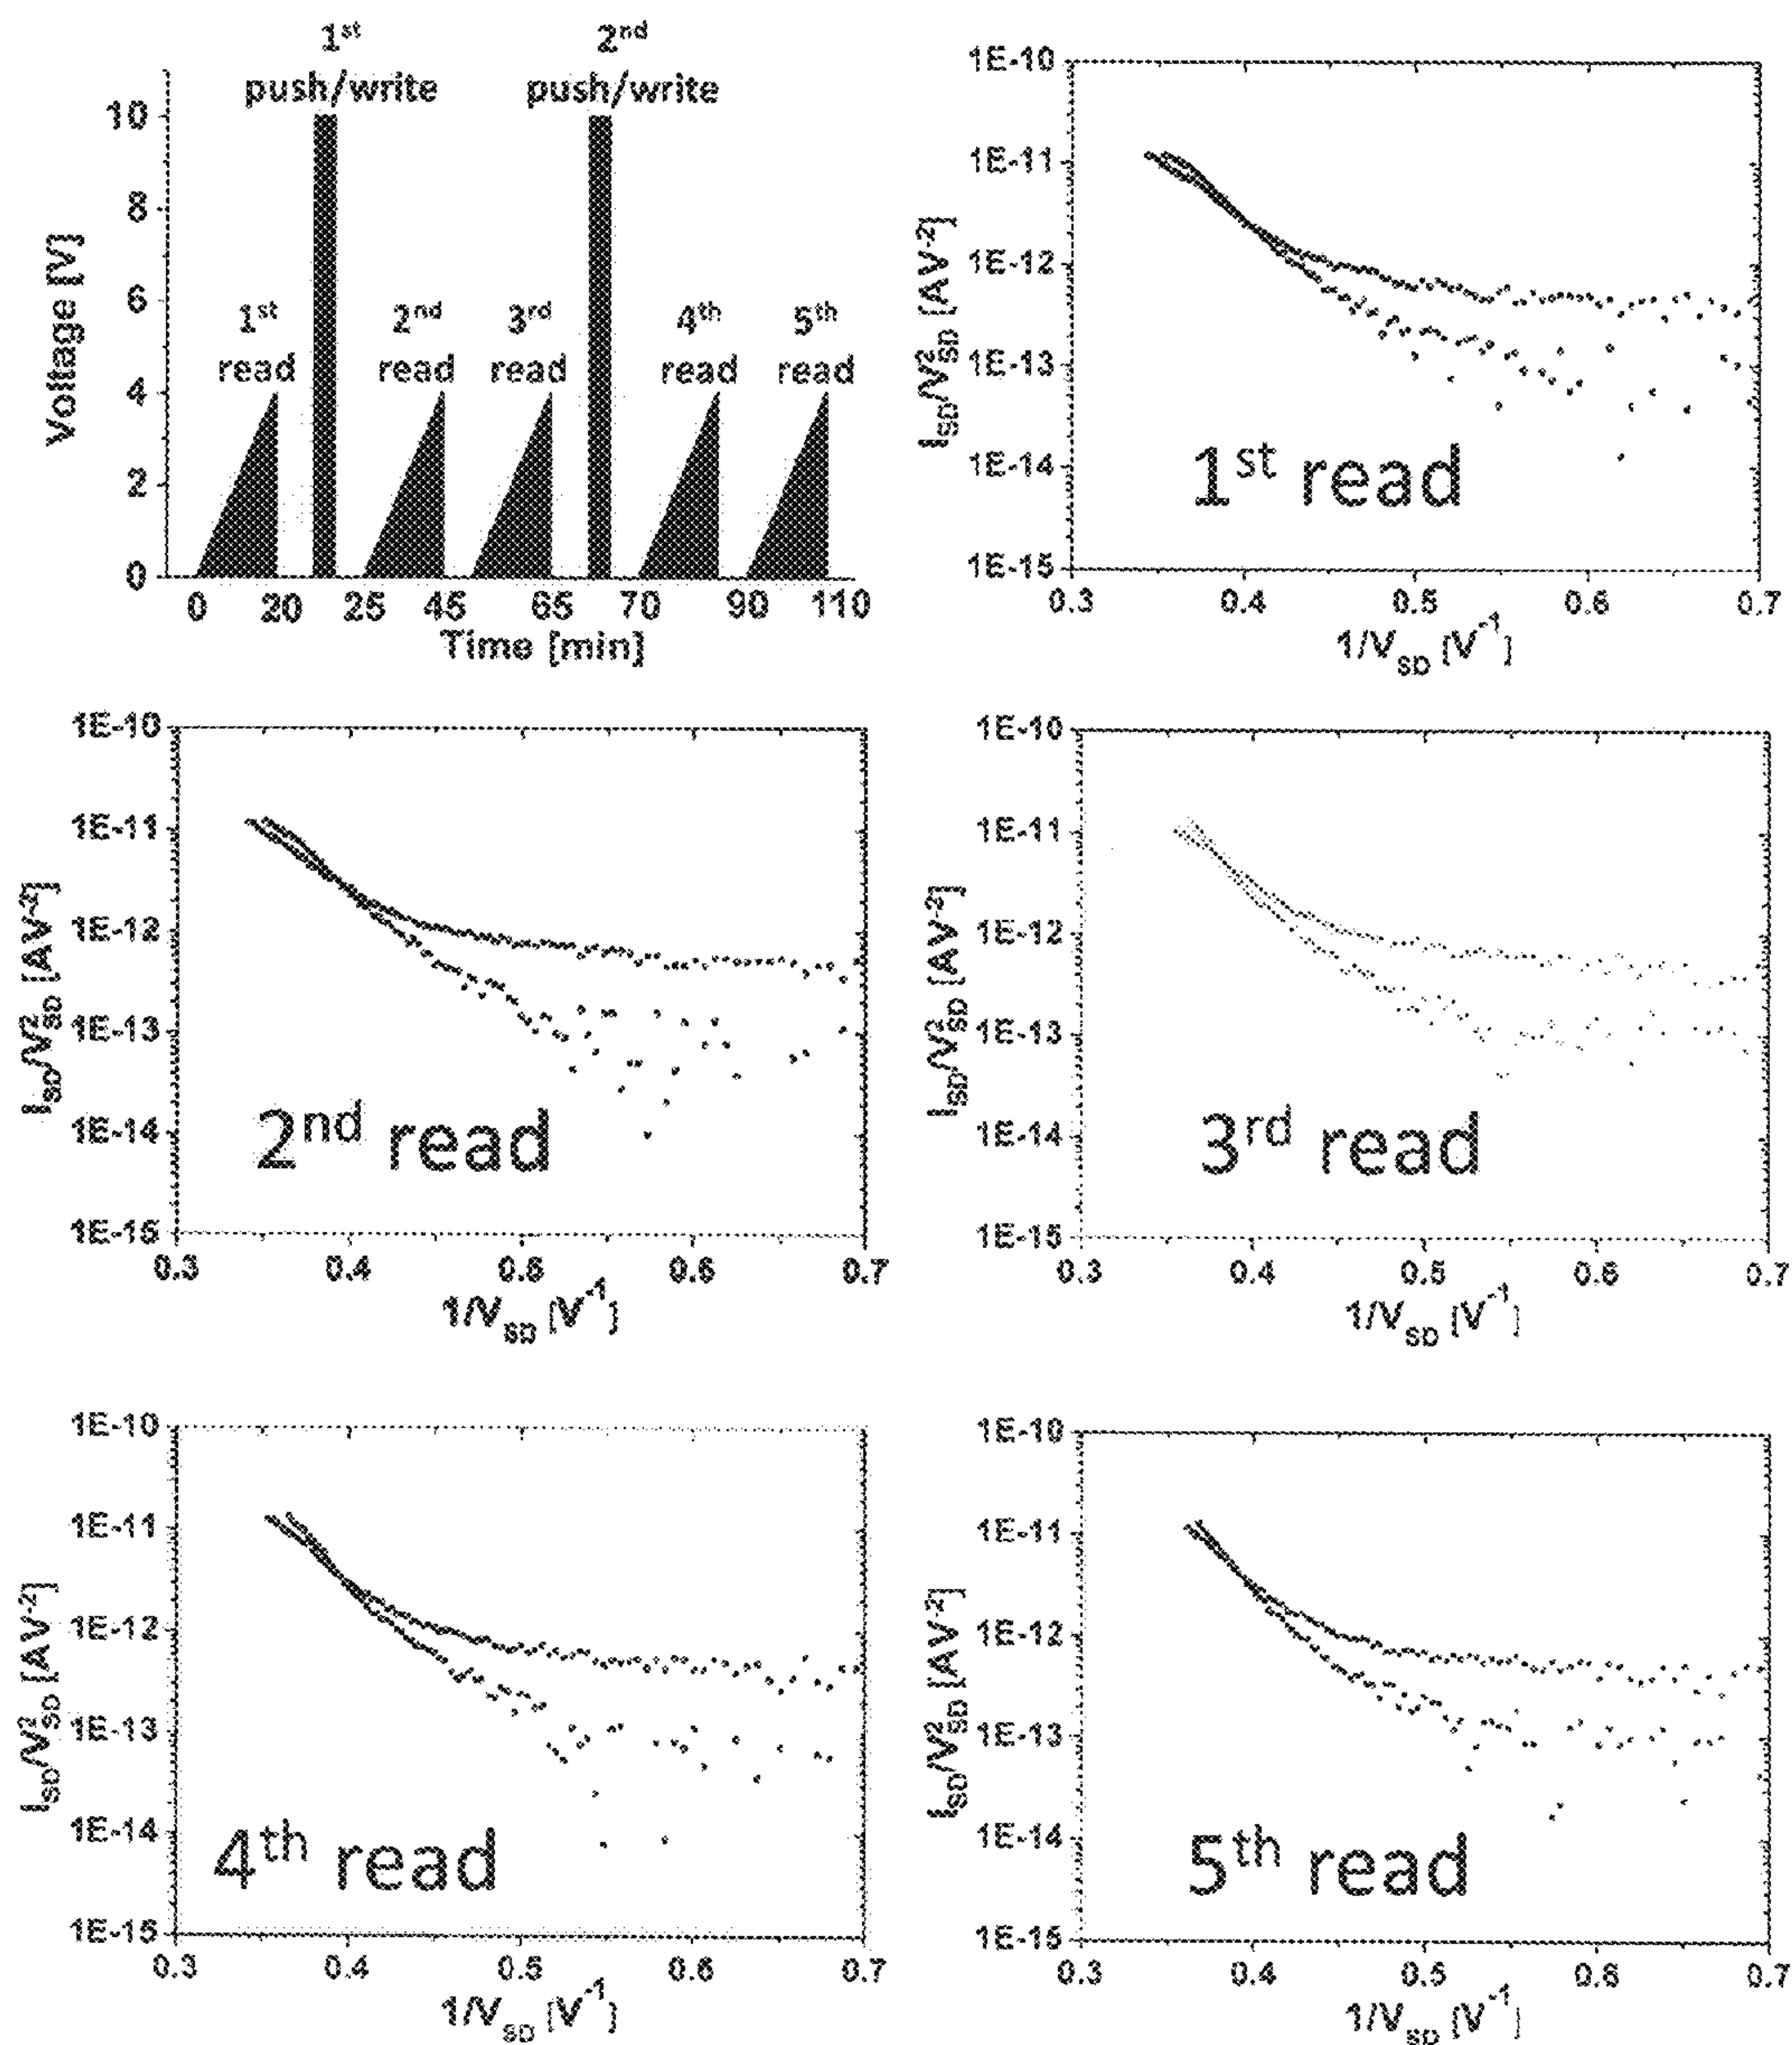 1st
push/write
2nd
push/write
10
8
6
4
2
0
Voltage [V]
1st
read
2nd
read
3rd
read
4th
read
5th
read
0 20 25 45 65 70 90 110
Time [min]
1E-10
1E-11
1E-12
1E-13
1E-14
1E-15
ISD/V2SD [AV-2]
1st read
0.3 0.4 0.5 0.6 0.7
1/VSD [V-1]
1E-10
1E-11
1E-12
1E-13
1E-14
1E-15
ISD/V2SD [AV-2]
2nd read
0.3 0.4 0.5 0.6 0.7
1/VSD [V-1]
1E-10
1E-11
1E-12
1E-13
1E-14
1E-15
ISD/V2SD [AV-2]
3rd read
0.3 0.4 0.5 0.6 0.7
1/VSD [V-1]
1E-10
1E-11
1E-12
1E-13
1E-14
1E-15
ISD/V2SD [AV-2]
4th read
0.3 0.4 0.5 0.6 0.7
1/VSD [V-1]
1E-10
1E-11
1E-12
1E-13
1E-14
1E-15
ISD/V2SD [AV-2]
5th read
0.3 0.4 0.5 0.6 0.7
1/VSD [V-1]